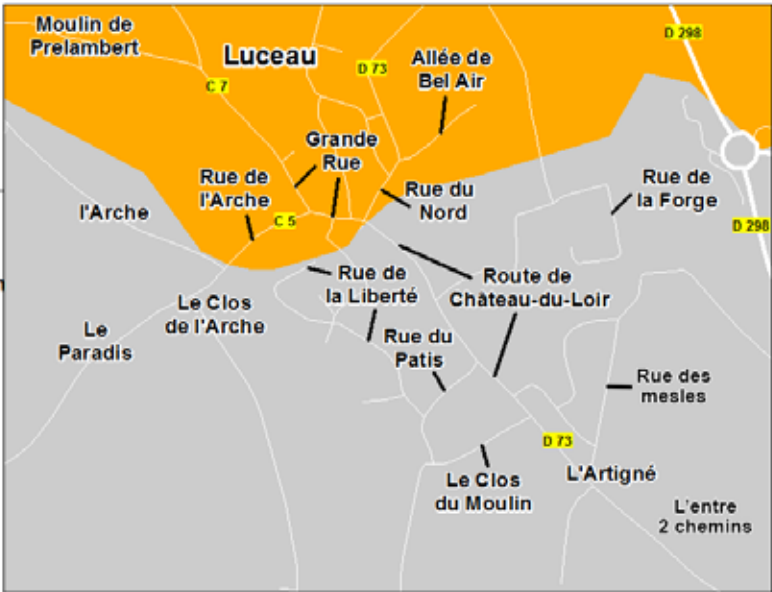 Moulin de
Prelambert
Luceau
D 298
D 73
Allée de
Bel Air
C 7
Grande
Rue
Rue de
l'Arche
Rue du
Nord
Rue de
la Forge
l'Arche
C 5
D 298
Rue de
la Liberté
Route de
Château-du-Loir
Le Clos
de l'Arche
Le
Paradis
Rue du
Patis
Rue des
mesles
D 73
Le Clos
du Moulin
L'Artigné
L'entre
2 chemins